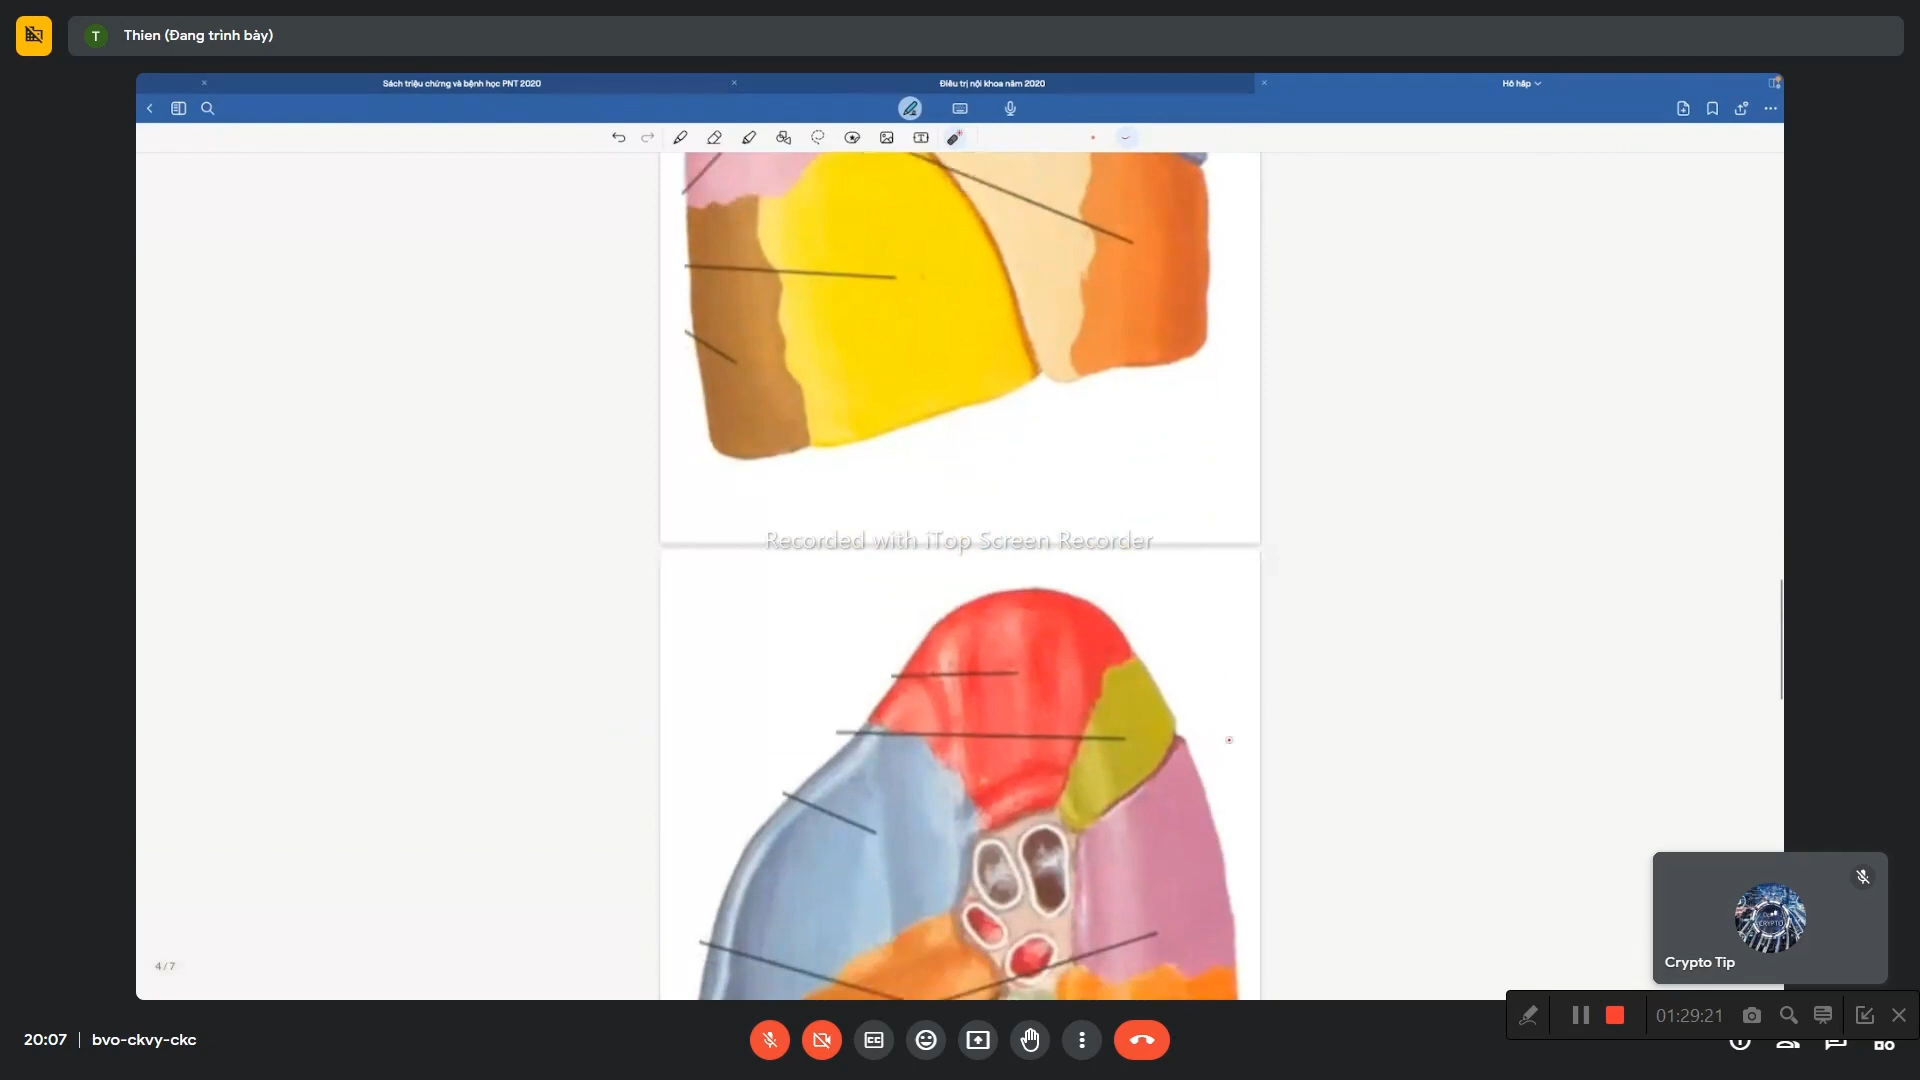 T Thien (Đang trình bày)
Sách triệu chứng và bệnh học PNT 2020
Điều trị nội khoa năm 2020
Hô hấp
Recorded with iTop Screen Recorder
4 / 7
Crypto Tip
01:29:21
20:07 bvo-ckvy-ckc